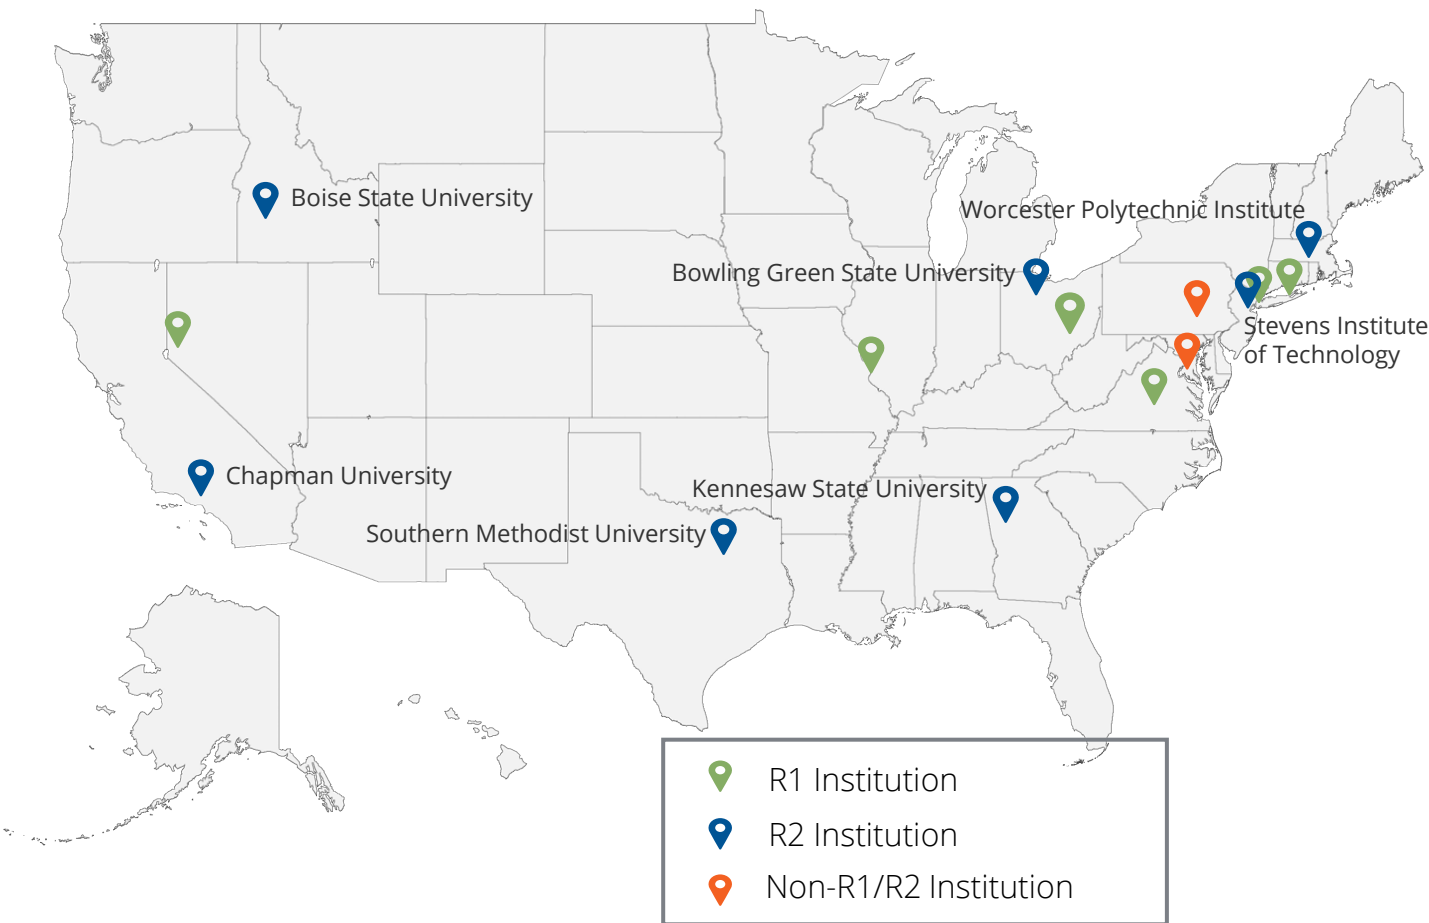 Boise State University
Worcester Polytechnic Institute
Bowling Green State University
Stevens Institute
of Technology
Chapman University
Kennesaw State University
Southern Methodist University
R1 Institution
R2 Institution
Non-R1/R2 Institution